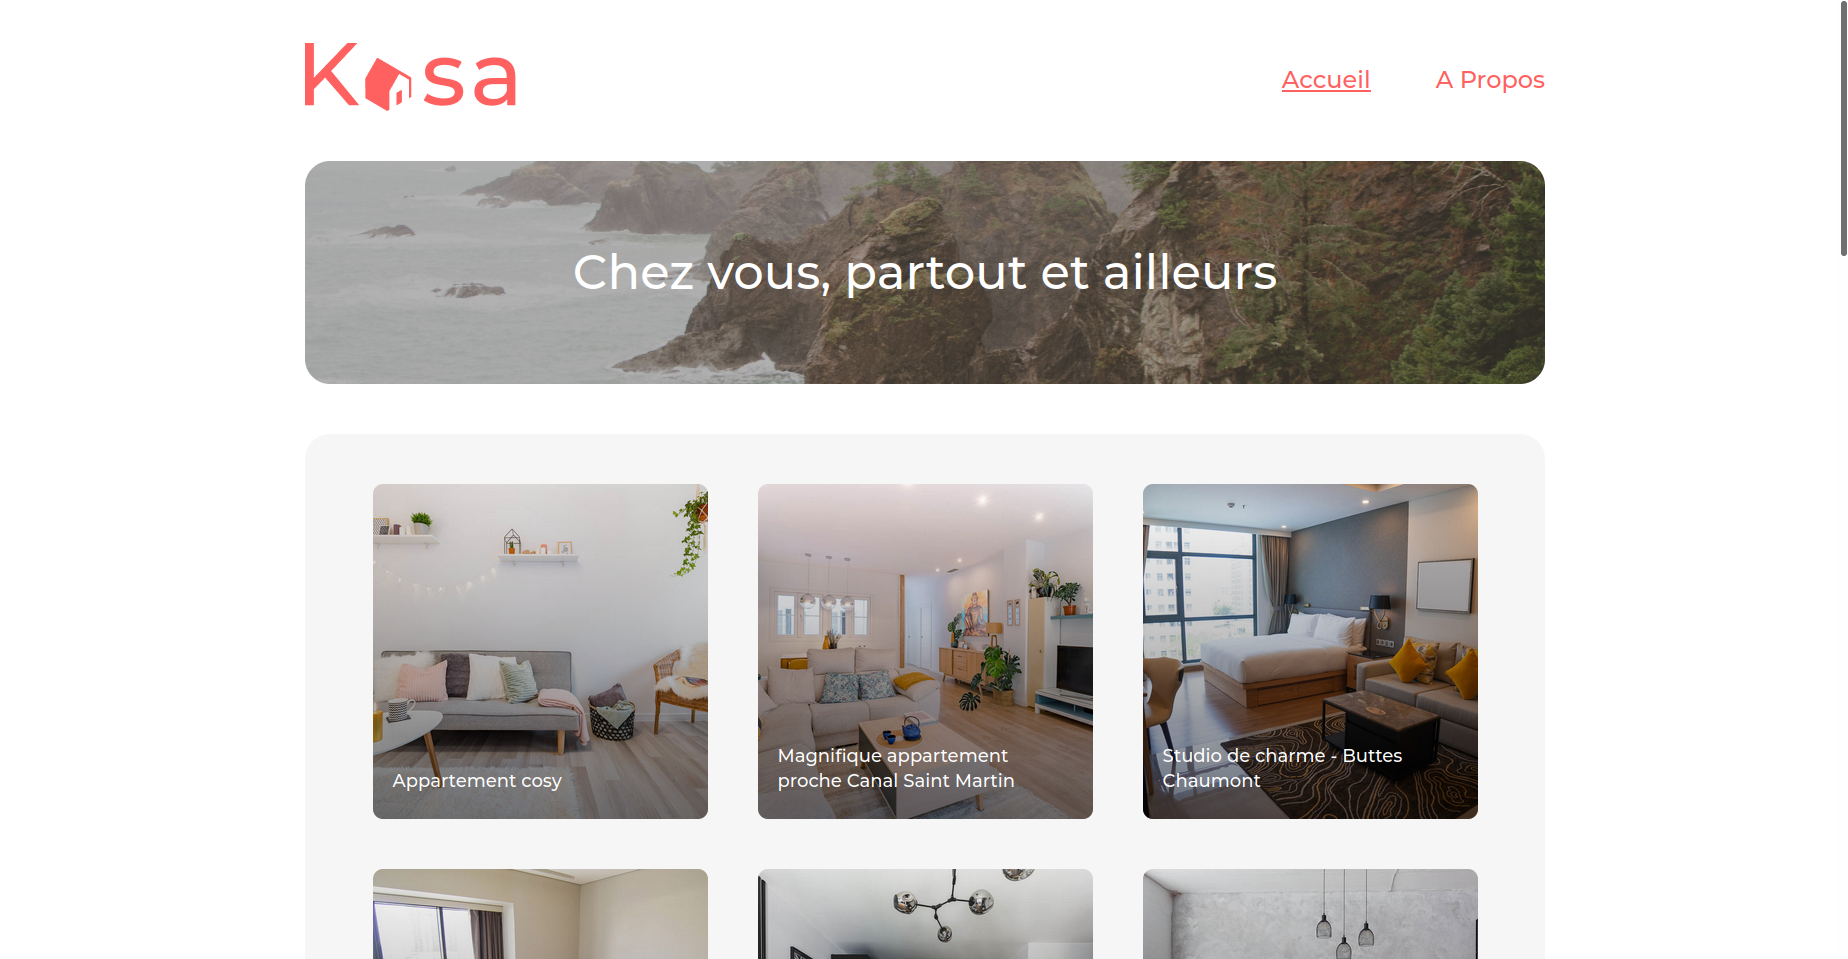 Kasa
Accueil
A Propos
Chez vous, partout et ailleurs
Appartement cosy
Magnifique appartement
proche Canal Saint Martin
Studio de charme - Buttes
Chaumont